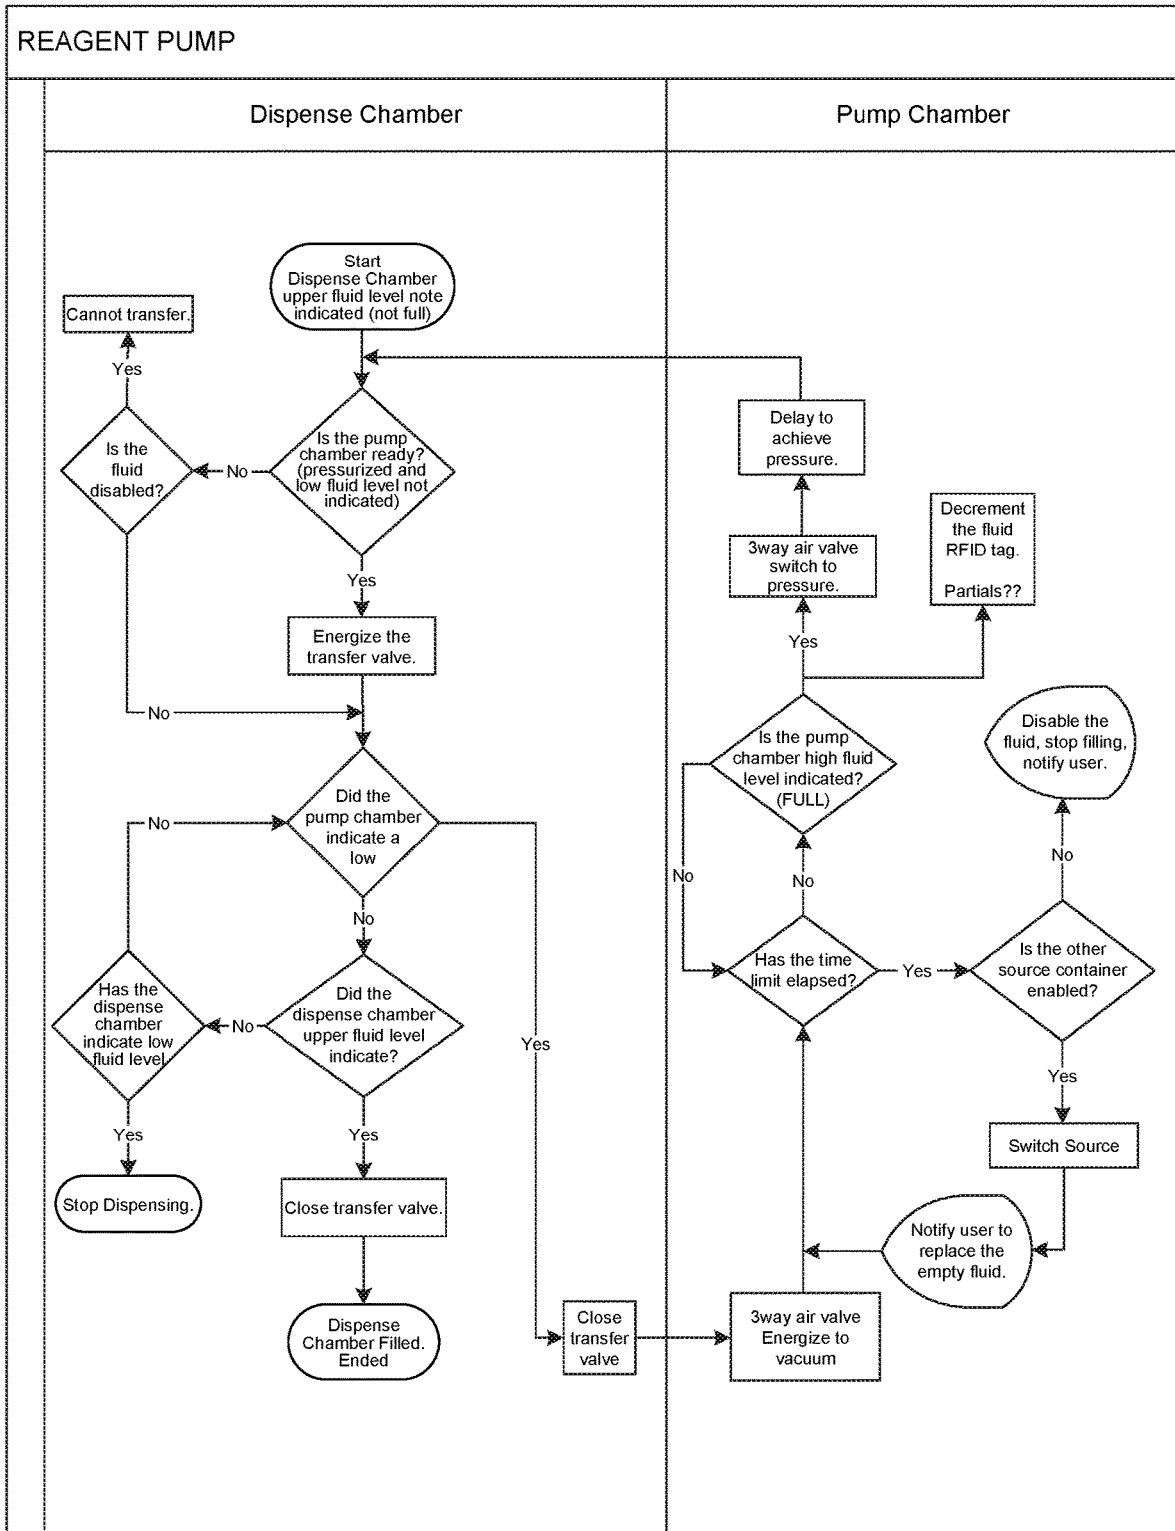 REAGENT PUMP
Dispense Chamber
Pump Chamber
Start
Dispense Chamber
upper fluid level note
indicated (not full)
Cannot transfer.
Yes
Is the
fluid
disabled?
No
Is the pump
chamber ready?
(pressurized and
low fluid level not
indicated)
Yes
Energize the
transfer valve.
No
Did the
pump chamber
indicate a
low
No
No
Has the
dispense
chamber
indicate low
fluid level
No
Did the
dispense chamber
upper fluid level
indicate?
Yes
Yes
Yes
Stop Dispensing.
Close transfer valve.
Dispense
Chamber Filled.
Ended
Close
transfer
valve
Delay to
achieve
pressure.
Decrement
the fluid
RFID tag.
Partials??
3way air valve
switch to
pressure.
Yes
Is the pump
chamber high fluid
level indicated?
(FULL)
Disable the
fluid, stop filling,
notify user.
No
No
No
Has the time
limit elapsed?
Yes
Is the other
source container
enabled?
Yes
Switch Source
Notify user to
replace the
empty fluid.
3way air valve
Energize to
vacuum